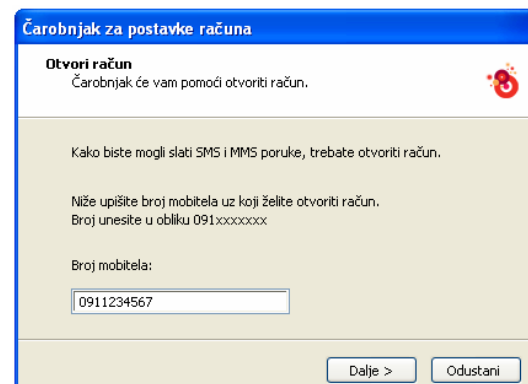 Čarobnjak za postavke računa
Otvori račun
Čarobnjak će vam pomoći otvoriti račun.
Kako biste mogli slati SMS i MMS poruke, trebate otvoriti račun.
Niže upišite broj mobitela uz koji želite otvoriti račun.
Broj unesite u obliku 091xxxxxxx
Broj mobitela:
0911234567
Dalje >
Odustani